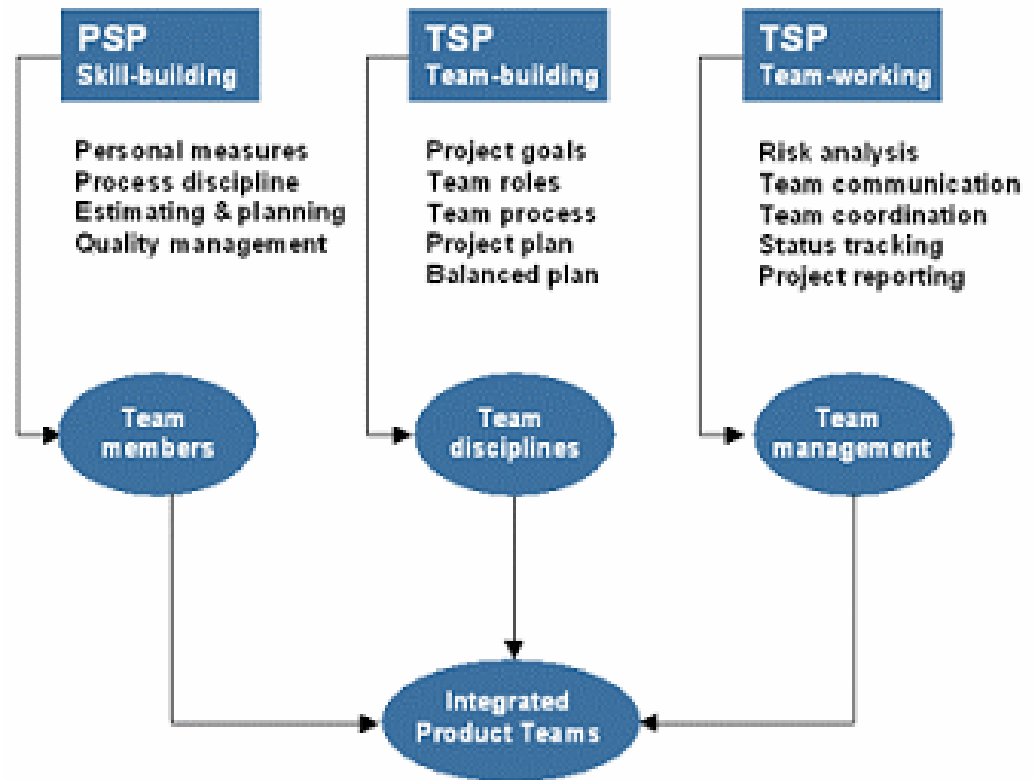 PSP
Skill-building
TSP
Team-building
TSP
Team-working
Personal measures
Process discipline
Estimating & planning
Quality management
Project goals
Team roles
Team process
Project plan
Balanced plan
Risk analysis
Team communication
Team coordination
Status tracking
Project reporting
Team
members
Team
disciplines
Team
management
Integrated
Product Teams